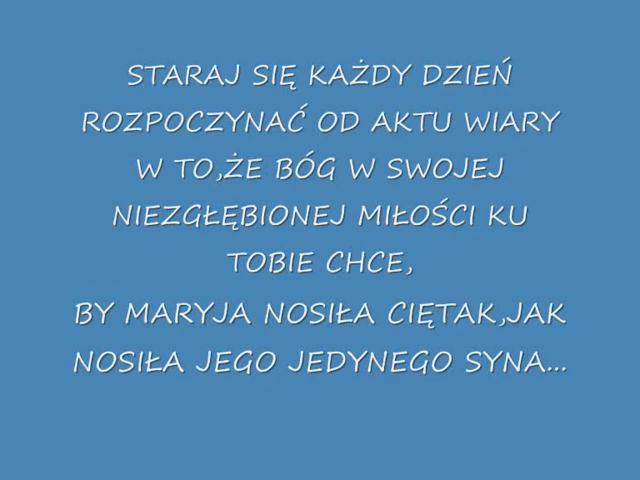 STARAJ SIĘ KAŻDY DZIEŃ
ROZPOCZYNAĆ OD AKTU WIARY
W TO,ŻE BÓG W SWOJEJ
NIEZGŁĘBIONEJ MIŁOŚCI KU
TOBIE CHCE,
BY MARYJA NOSIŁA CIĘTAK,JAK
NOSIŁA JEGO JEDYNEGO SYNA...